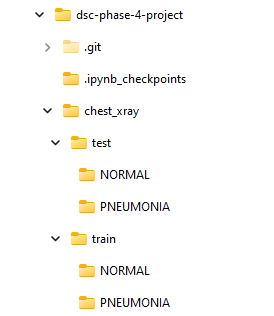 dsc-phase-4-project
.git
.ipynb_checkpoints
chest_xray
test
NORMAL
PNEUMONIA
train
NORMAL
PNEUMONIA